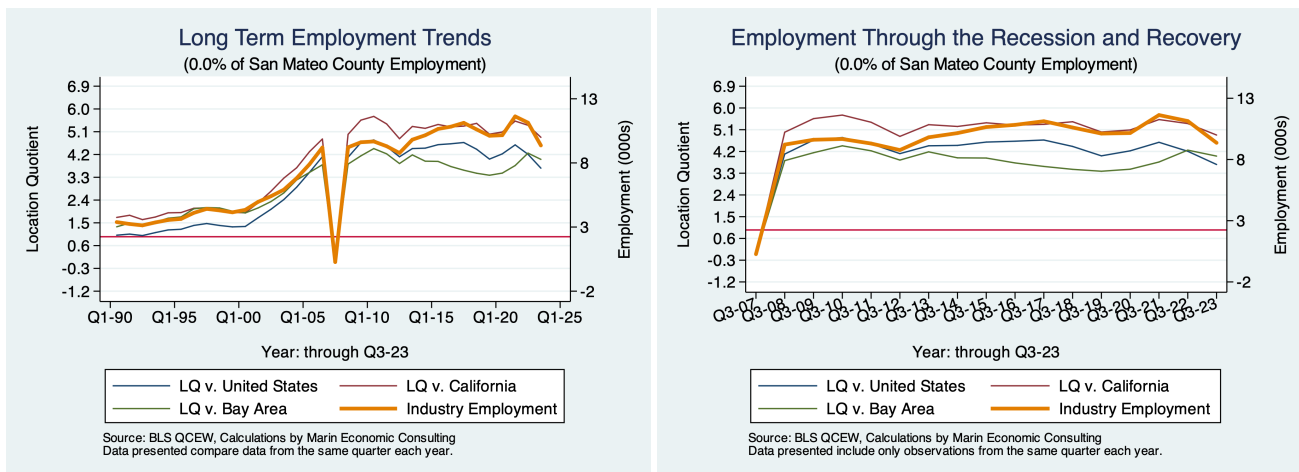 Long Term Employment Trends
(0.0% of San Mateo County Employment)
Location Quotient
6.9
6.0
5.1
4.2
3.3
2.4
1.5
0.6
-0.3
-1.2
13
8
3
-2
Employment (000s)
Q1-90 Q1-95 Q1-00 Q1-05 Q1-10 Q1-15 Q1-20 Q1-25
Year: through Q3-23
LQ v. United States LQ v. California
LQ v. Bay Area Industry Employment
Source: BLS QCEW, Calculations by Marin Economic Consulting
Data presented compare data from the same quarter each year.
Employment Through the Recession and Recovery
(0.0% of San Mateo County Employment)
Location Quotient
6.9
6.0
5.1
4.2
3.3
2.4
1.5
0.6
-0.3
-1.2
13
8
3
-2
Employment (000s)
Q3-07 Q3-08 Q3-09 Q3-10 Q3-11 Q3-12 Q3-13 Q3-14 Q3-15 Q3-16 Q3-17 Q3-18 Q3-19 Q3-20 Q3-21 Q3-22 Q3-23
Year: through Q3-23
LQ v. United States LQ v. California
LQ v. Bay Area Industry Employment
Source: BLS QCEW, Calculations by Marin Economic Consulting
Data presented include only observations from the same quarter each year.